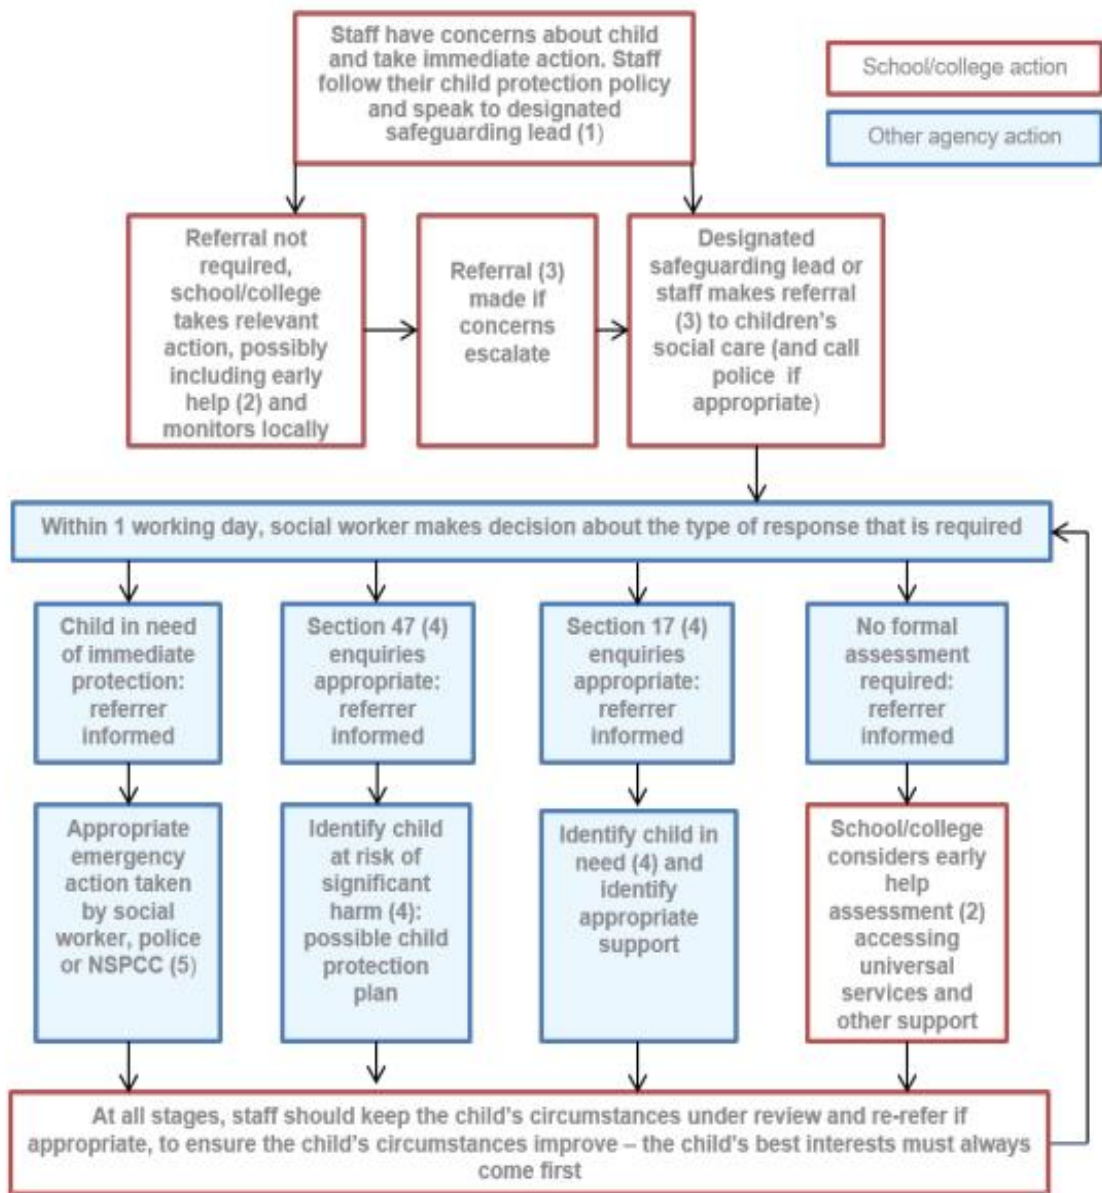 Staff have concerns about child
and take immediate action. Staff
follow their child protection policy
and speak to designated
safeguarding lead (1)
School/college action
Other agency action
Referral not
required,
school/college
takes relevant
action, possibly
including early
help (2) and
monitors locally
Referral (3)
made if
concerns
escalate
Designated
safeguarding lead or
staff makes referral
(3) to children's
social care (and call
police if
appropriate)
Within 1 working day, social worker makes decision about the type of response that is required
Child in need
of immediate
protection:
referrer
informed
Section 47 (4)
enquiries
appropriate:
referrer
informed
Section 17 (4)
enquiries
appropriate:
referrer
informed
No formal
assessment
required:
referrer
informed
Appropriate
emergency
action taken
by social
worker, police
or NSPCC (5)
Identify child
at risk of
significant
harm (4):
possible child
protection
plan
Identify child in
need (4) and
identify
appropriate
support
School/college
considers early
help
assessment (2)
accessing
universal
services and
other support
At all stages, staff should keep the child's circumstances under review and re-refer if
appropriate, to ensure the child's circumstances improve – the child's best interests must always
come first